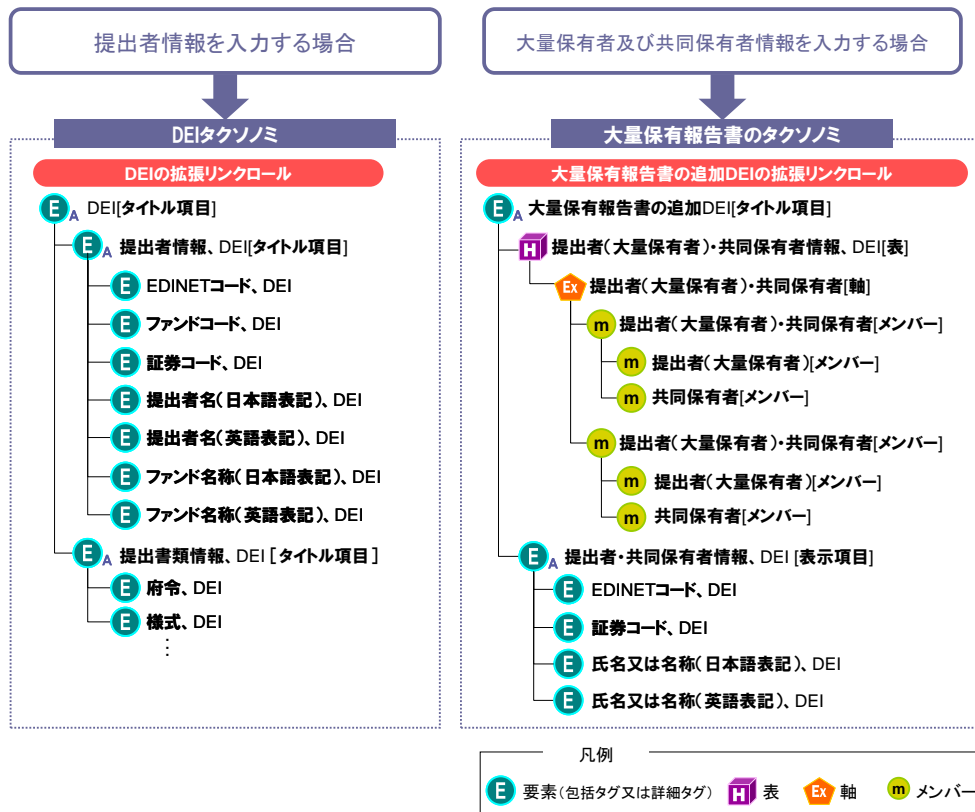 提出者情報を入力する場合
DEIタクソノミ
DEIの拡張リンクロール
E A DEI[タイトル項目]
E A 提出者情報、DEI[タイトル項目]
E EDINETコード、DEI
E ファンドコード、DEI
E 証券コード、DEI
E 提出者名(日本語表記)、DEI
E 提出者名(英語表記)、DEI
E ファンド名称(日本語表記)、DEI
E ファンド名称(英語表記)、DEI
E A 提出書類情報、DEI［タイトル項目］
E 府令、DEI
E 様式、DEI
⋮
大量保有者及び共同保有者情報を入力する場合
大量保有報告書のタクソノミ
大量保有報告書の追加DEIの拡張リンクロール
E A 大量保有報告書の追加DEI[タイトル項目]
H 提出者(大量保有者)・共同保有者情報、DEI[表]
Ex 提出者(大量保有者)・共同保有者[軸]
m 提出者(大量保有者)・共同保有者[メンバー]
m 提出者(大量保有者)[メンバー]
m 共同保有者[メンバー]
m 提出者(大量保有者)・共同保有者[メンバー]
m 提出者(大量保有者)[メンバー]
m 共同保有者[メンバー]
E A 提出者・共同保有者情報、DEI [表示項目]
E EDINETコード、DEI
E 証券コード、DEI
E 氏名又は名称(日本語表記)、DEI
E 氏名又は名称(英語表記)、DEI
凡例
E 要素(包括タグ又は詳細タグ) H 表 Ex 軸 m メンバー